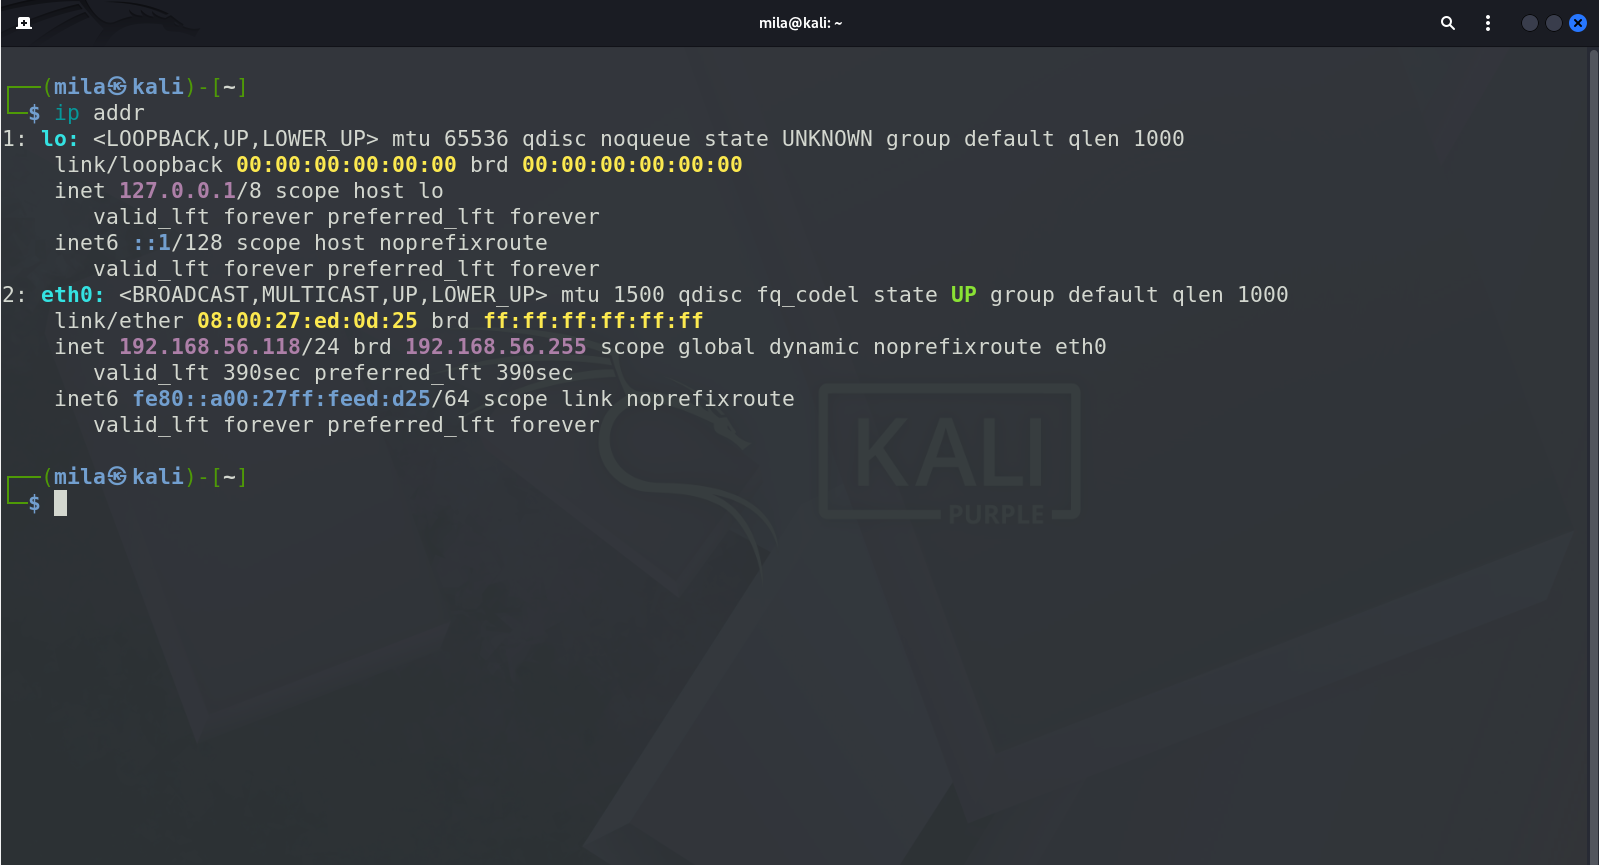 mila@kali: ~
(mila㉿kali)-[~]
$ ip addr
1: lo: <LOOPBACK,UP,LOWER_UP> mtu 65536 qdisc noqueue state UNKNOWN group default qlen 1000
link/loopback 00:00:00:00:00:00 brd 00:00:00:00:00:00
inet 127.0.0.1/8 scope host lo
valid_lft forever preferred_lft forever
inet6 ::1/128 scope host noprefixroute
valid_lft forever preferred_lft forever
2: eth0: <BROADCAST,MULTICAST,UP,LOWER_UP> mtu 1500 qdisc fq_codel state UP group default qlen 1000
link/ether 08:00:27:ed:0d:25 brd ff:ff:ff:ff:ff:ff
inet 192.168.56.118/24 brd 192.168.56.255 scope global dynamic noprefixroute eth0
valid_lft 390sec preferred_lft 390sec
inet6 fe80::a00:27ff:feed:d25/64 scope link noprefixroute
valid_lft forever preferred_lft forever
(mila㉿kali)-[~]
$
KALI
PURPLE